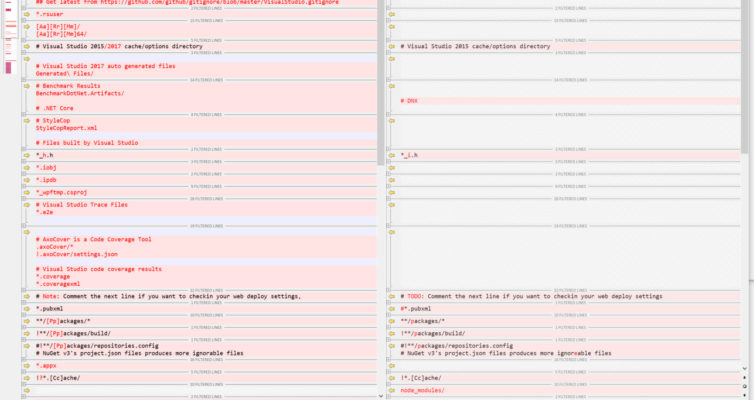 ## Get latest from https://github.com/github/gitignore/blob/master/VisualStudio.gitignore
*.rsuser
[Aa][Rr][Mm]/
[Aa][Rr][Mm]64/
# Visual Studio 2015/2017 cache/options directory
# Visual Studio 2017 auto generated files
Generated\ Files/
# Benchmark Results
BenchmarkDotNet.Artifacts/
# .NET Core
# StyleCop
StyleCopReport.xml
# Files built by Visual Studio
*_h.h
*.iobj
*.ipdb
*_wpftmp.csproj
# Visual Studio Trace Files
*.e2e
# AxoCover is a Code Coverage Tool
.axoCover/*
!.axoCover/settings.json
# Visual Studio code coverage results
*.coverage
*.coveragexml
# Note: Comment the next line if you want to checkin your web deploy settings,
*.pubxml
**/[Pp]ackages/*
!**/[Pp]ackages/build/
#!**/[Pp]ackages/repositories.config
# NuGet v3's project.json files produces more ignorable files
*.appx
!?*.[Cc]ache/
# Visual Studio 2015 cache/options directory
# DNX
*_i.h
# TODO: Comment the next line if you want to checkin your web deploy settings
#*.pubxml
**/packages/*
!**/packages/build/
#!**/packages/repositories.config
# NuGet v3's project.json files produces more ignoreable files
!*.[Cc]ache/
node_modules/